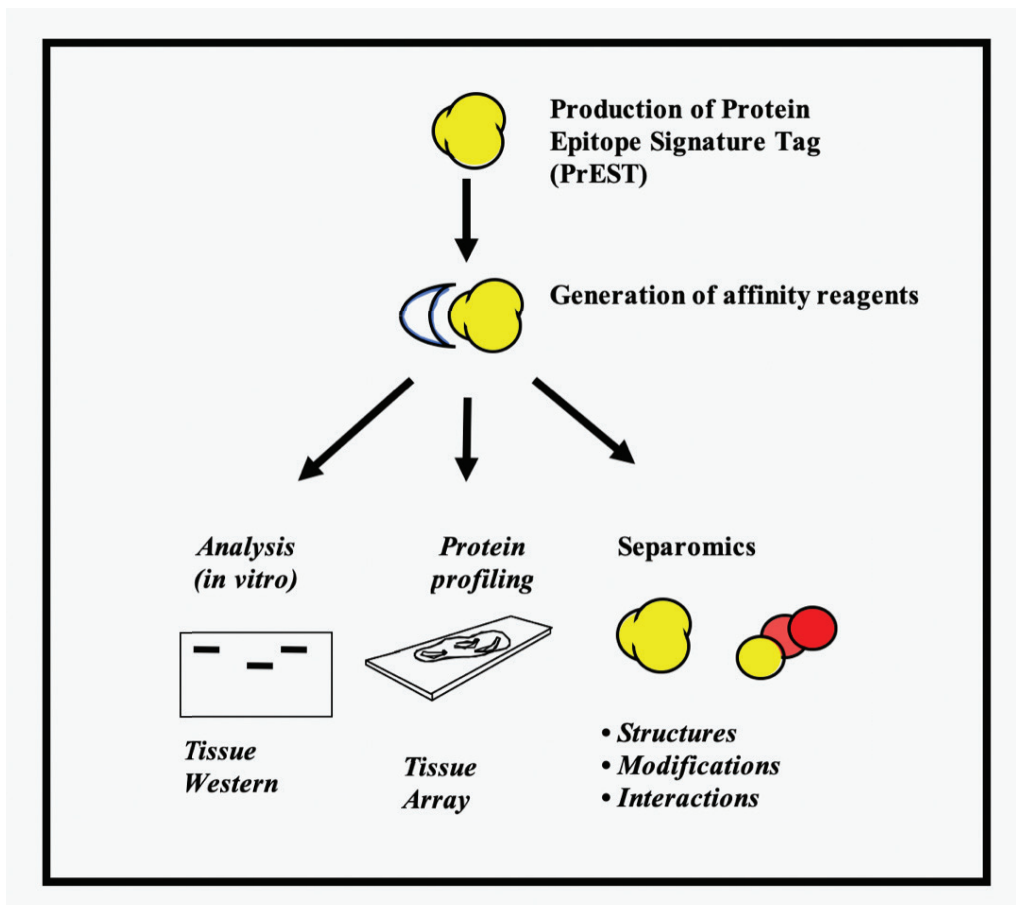 Production of Protein
Epitope Signature Tag
(PrEST)
Generation of affinity reagents
Analysis
(in vitro)
Tissue
Western
Protein
profiling
Tissue
Array
Separomics
• Structures
• Modifications
• Interactions